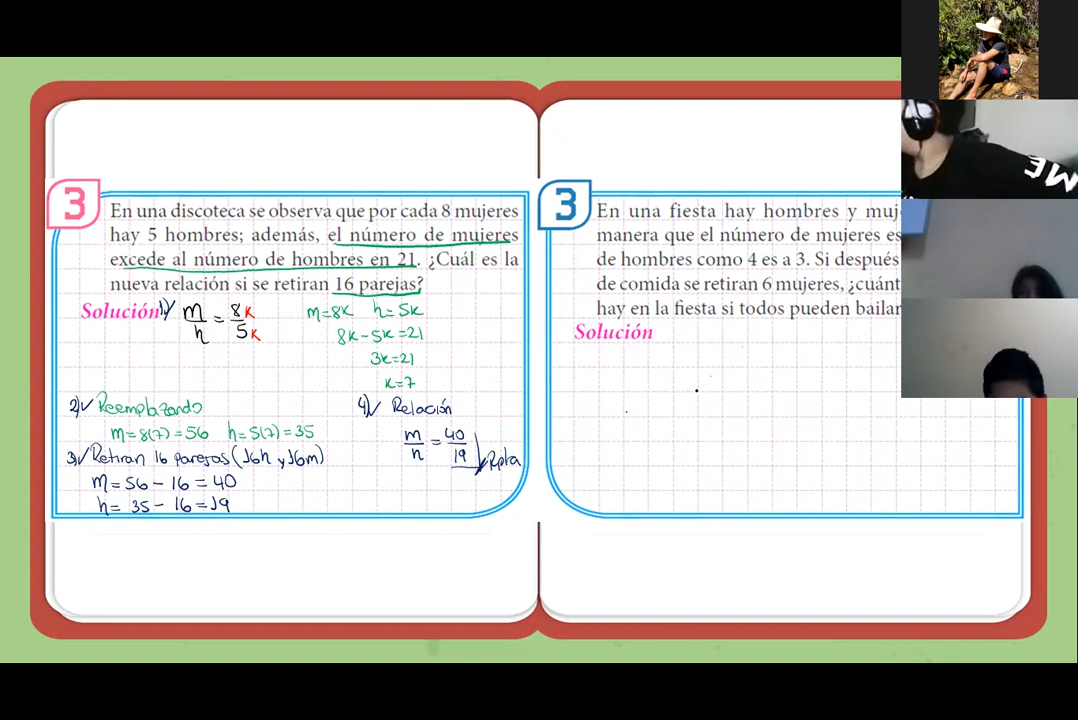 3
En una discoteca se observa que por cada 8 mujeres
hay 5 hombres; además, el número de mujeres
excede al número de hombres en 21. ¿Cuál es la
nueva relación si se retiran 16 parejas?
Solución 1)
m/h = 8k/5k
m=8k h=5k
8k-5k=21
3k=21
k=7
2) Reemplazando
m=8(7)=56 h=5(7)=35
3) Retiran 16 parejas (16h y 16m)
m=56-16=40
h=35-16=19
4) Relación
m/h = 40/19 Rpta
3
En una fiesta hay hombres y muj
manera que el número de mujeres es
de hombres como 4 es a 3. Si después
de comida se retiran 6 mujeres, ¿cuánt
hay en la fiesta si todos pueden bailar
Solución
ME